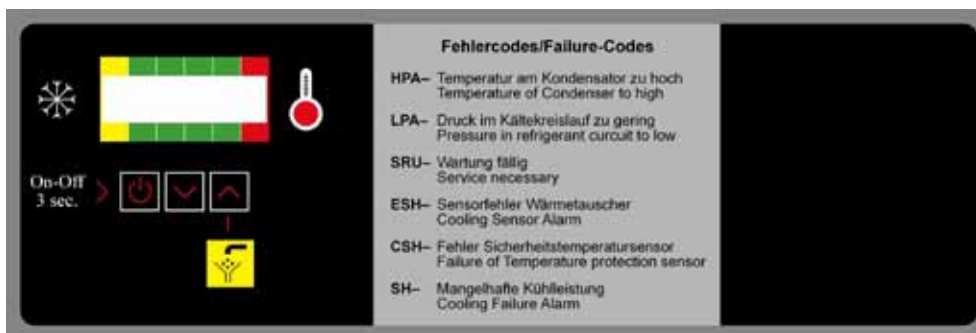 Fehlercodes/Failure-Codes
HPA– Temperatur am Kondensator zu hoch
Temperature of Condenser to high
LPA– Druck im Kältekreislauf zu gering
Pressure in refrigerant curcuit to low
SRU– Wartung fällig
Service necessary
ESH– Sensorfehler Wärmetauscher
Cooling Sensor Alarm
CSH– Fehler Sicherheitstemperatursensor
Failure of Temperature protection sensor
SH– Mangelhafte Kühlleistung
Cooling Failure Alarm
On-Off
3 sec.